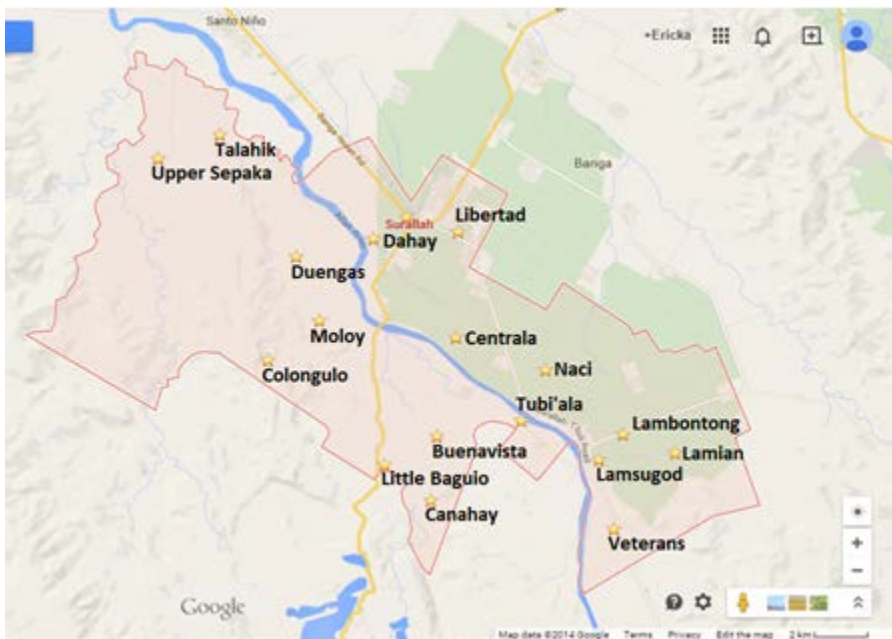 Santo Niño
+Ericka
Talahik
Upper Sepaka
Banga
Libertad
Surallah
Dahay
Duengas
Moloy
Centrala
Colongulo
Naci
Tubi'ala
Lambontong
Buenavista
Lamian
Little Baguio
Lamsugod
Canahay
Veterans
Google
Map data ©2014 Google Terms Privacy Edit the map 2 km